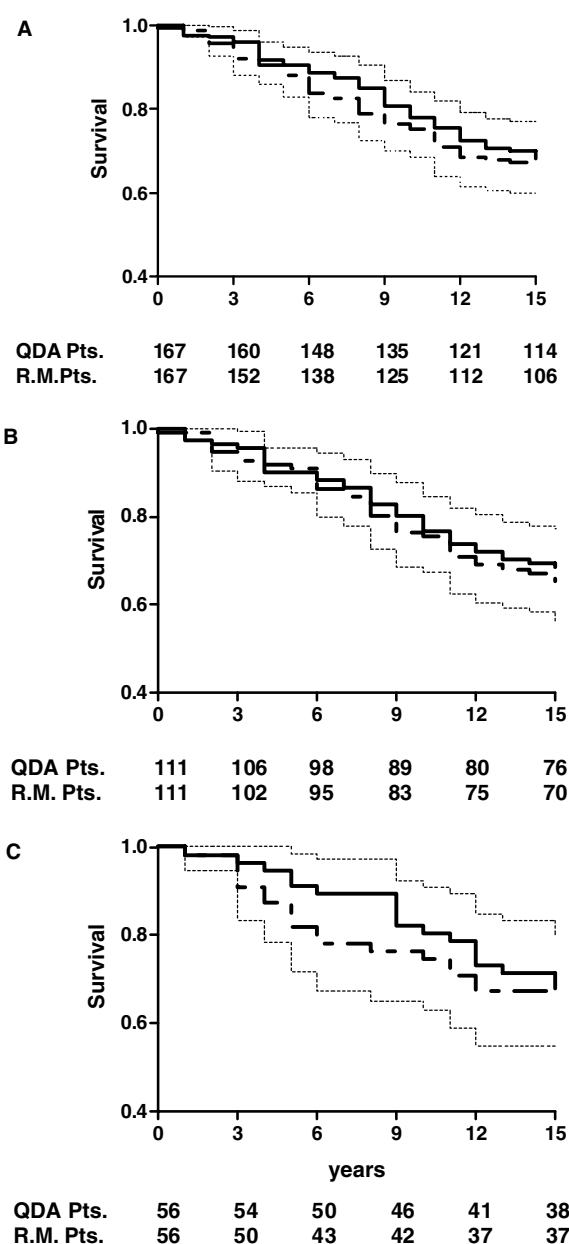 A
1.0
0.8
0.6
0.4
Survival
0 3 6 9 12 15
QDA Pts. 167 160 148 135 121 114
R.M.Pts. 167 152 138 125 112 106
B
1.0
0.8
0.6
0.4
Survival
0 3 6 9 12 15
QDA Pts. 111 106 98 89 80 76
R.M. Pts. 111 102 95 83 75 70
C
1.0
0.8
0.6
0.4
Survival
0 3 6 9 12 15
years
QDA Pts. 56 54 50 46 41 38
R.M. Pts. 56 50 43 42 37 37